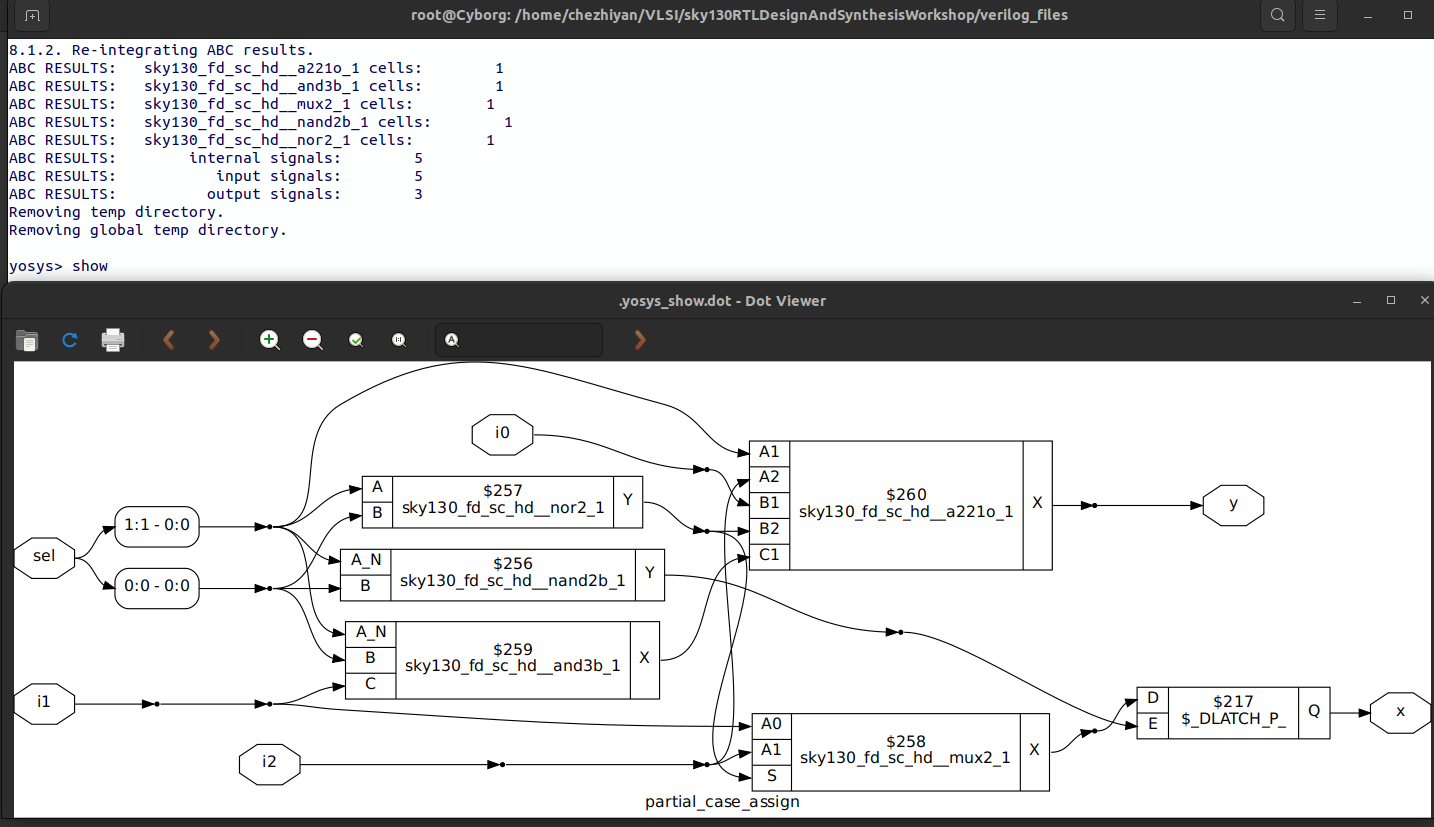 root@Cyborg: /home/chezhiyan/VLSI/sky130RTLDesignAndSynthesisWorkshop/verilog_files
8.1.2. Re-integrating ABC results.
ABC RESULTS:   sky130_fd_sc_hd__a221o_1 cells:        1
ABC RESULTS:   sky130_fd_sc_hd__and3b_1 cells:        1
ABC RESULTS:   sky130_fd_sc_hd__mux2_1 cells:        1
ABC RESULTS:   sky130_fd_sc_hd__nand2b_1 cells:        1
ABC RESULTS:   sky130_fd_sc_hd__nor2_1 cells:        1
ABC RESULTS:        internal signals:        5
ABC RESULTS:           input signals:        5
ABC RESULTS:          output signals:        3
Removing temp directory.
Removing global temp directory.
yosys> show
.yosys_show.dot - Dot Viewer
i0
A1
A2
B1
B2
C1
$260
sky130_fd_sc_hd__a221o_1
X
y
A
B
$257
sky130_fd_sc_hd__nor2_1
Y
1:1 - 0:0
sel
0:0 - 0:0
A_N
B
$256
sky130_fd_sc_hd__nand2b_1
Y
A_N
B
C
$259
sky130_fd_sc_hd__and3b_1
X
i1
i2
A0
A1
S
$258
sky130_fd_sc_hd__mux2_1
X
D
E
$217
$_DLATCH_P_
Q
x
partial_case_assign